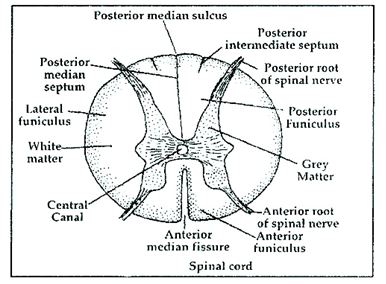 Posterior median sulcus
Posterior
intermediate septum
Posterior
median
septum
Posterior root
of spinal nerve
Lateral
funiculus
Posterior
Funiculus
White
matter
Grey
Matter
Central
Canal
Anterior root
of spinal nerve
Anterior
median fissure
Anterior
funiculus
Spinal cord